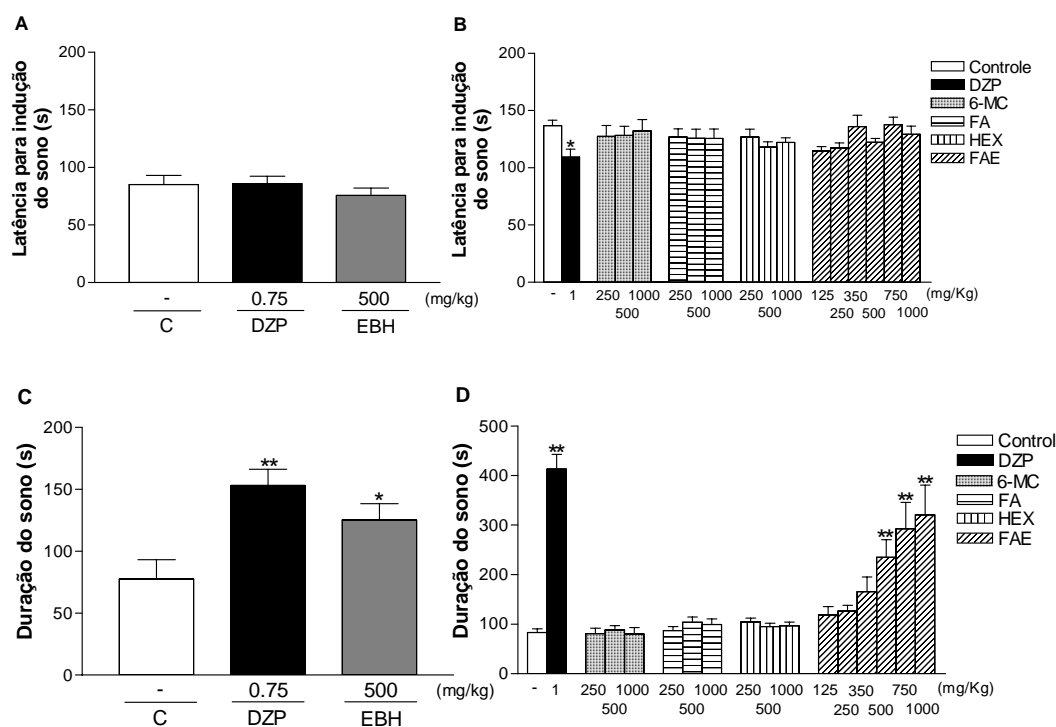 A
Latência para indução
do sono (s)
200
150
100
50
0
- 0.75 500 (mg/kg)
C DZP EBH
B
Latência para indução
do sono (s)
200
150
100
50
0
*
Controle
DZP
6-MC
FA
HEX
FAE
- 1 250 1000 250 1000 250 1000 125 350 750 (mg/Kg)
500 500 500 250 500 1000
C
Duração do sono (s)
200
150
100
50
0
** *
- 0.75 500 (mg/kg)
C DZP EBH
D
Duração do sono (s)
500
400
300
200
100
0
** ** ** **
Control
DZP
6-MC
FA
HEX
FAE
- 1 250 1000 250 1000 250 1000 125 350 750 (mg/kg)
500 500 500 250 500 1000